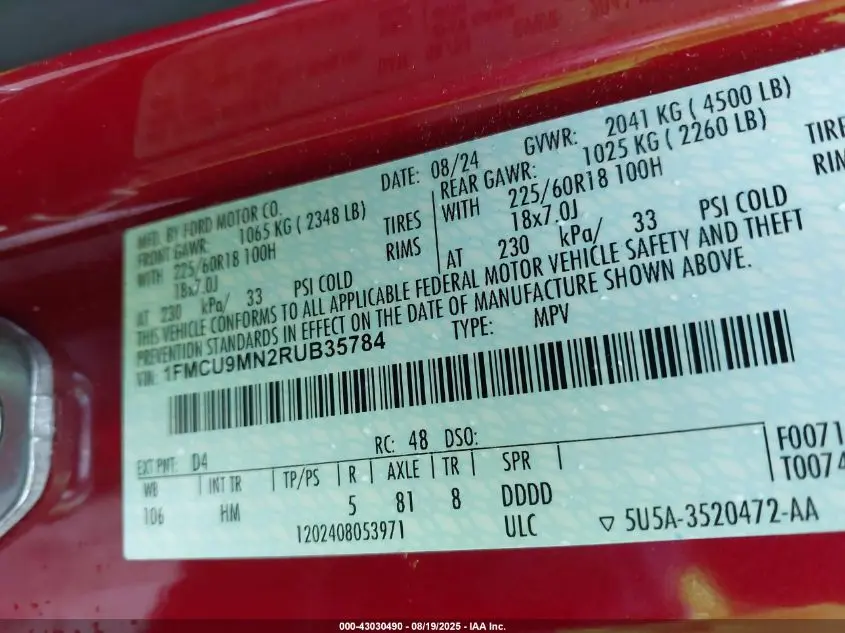 MFD. BY FORD MOTOR CO.
DATE: 08/24
GVWR: 2041 KG ( 4500 LB)
FRONT GAWR: 1065 KG ( 2348 LB)
REAR GAWR: 1025 KG ( 2260 LB)
WITH 225/60R18 100H TIRES
WITH 225/60R18 100H TIRE
18x7.0J RIMS
18x7.0J RIMS
AT 230 kPa/ 33 PSI COLD
AT 230 kPa/ 33 PSI COLD
THIS VEHICLE CONFORMS TO ALL APPLICABLE FEDERAL MOTOR VEHICLE SAFETY AND THEFT
PREVENTION STANDARDS IN EFFECT ON THE DATE OF MANUFACTURE SHOWN ABOVE.
VIN: 1FMCU9MN2RUB35784
TYPE: MPV
EXT PNT: D4 RC: 48 DSO:
WB | INT TR | TP/PS | R | AXLE | TR | SPR
106 HM 5 81 8 DDDD
1202408053971 ULC
F0071
T0074
▽ 5U5A-3520472-AA
000-43030490 - 08/19/2025 - IAA Inc.